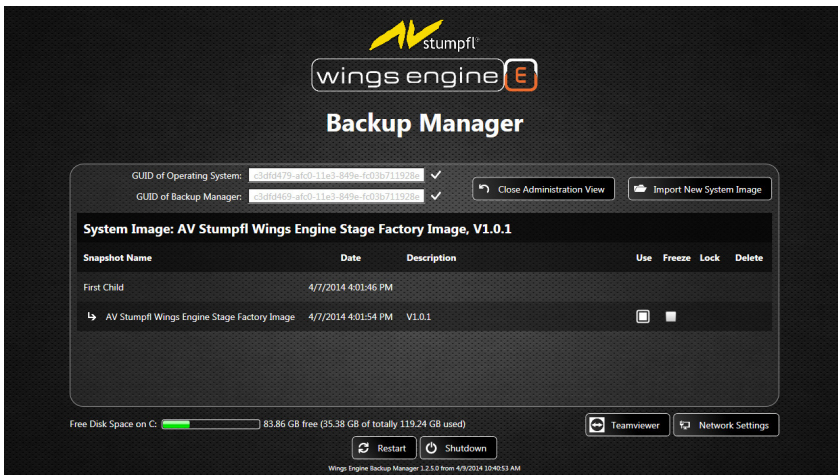 AV
stumpfl®
wings engine E
Backup Manager
GUID of Operating System: c3dfd479-afc0-11e3-849e-fc03b711928e
GUID of Backup Manager: c3dfd469-afc0-11e3-849e-fc03b711928e
Close Administration View
Import New System Image
System Image: AV Stumpfl Wings Engine Stage Factory Image, V1.0.1
Snapshot Name Date Description Use Freeze Lock Delete
First Child 4/7/2014 4:01:46 PM
AV Stumpfl Wings Engine Stage Factory Image 4/7/2014 4:01:54 PM V1.0.1
Free Disk Space on C: 83.86 GB free (35.38 GB of totally 119.24 GB used)
Teamviewer
Network Settings
Restart
Shutdown
Wings Engine Backup Manager 1.2.5.0 from 4/9/2014 10:40:53 AM